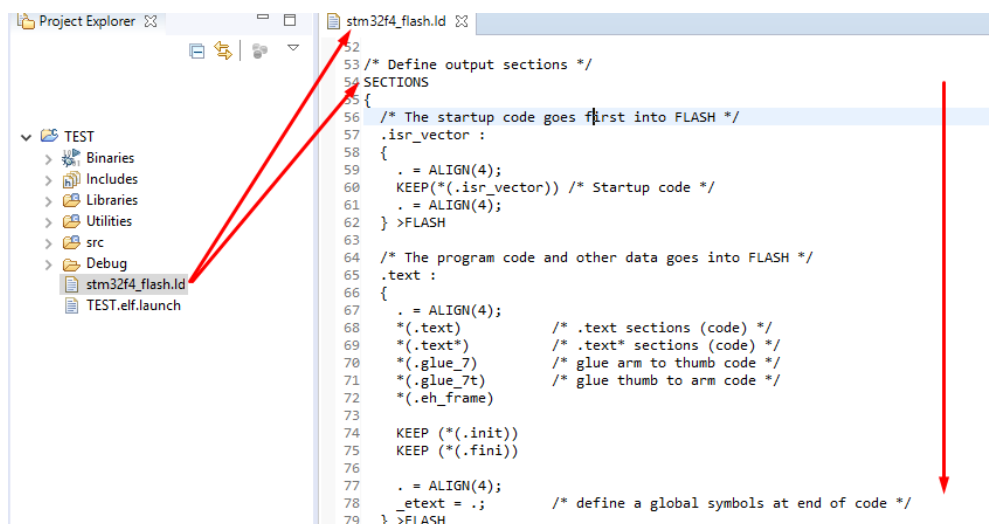 Project Explorer
TEST
Binaries
Includes
Libraries
Utilities
src
Debug
stm32f4_flash.ld
TEST.elf.launch
stm32f4_flash.ld
52
53 /* Define output sections */
54 SECTIONS
55 {
56 /* The startup code goes first into FLASH */
57 .isr_vector :
58 {
59 . = ALIGN(4);
60 KEEP(*(.isr_vector)) /* Startup code */
61 . = ALIGN(4);
62 } >FLASH
63
64 /* The program code and other data goes into FLASH */
65 .text :
66 {
67 . = ALIGN(4);
68 *(.text) /* .text sections (code) */
69 *(.text*) /* .text* sections (code) */
70 *(.glue_7) /* glue arm to thumb code */
71 *(.glue_7t) /* glue thumb to arm code */
72 *(.eh_frame)
73
74 KEEP (*(.init))
75 KEEP (*(.fini))
76
77 . = ALIGN(4);
78 _etext = .; /* define a global symbols at end of code */
79 } >FLASH